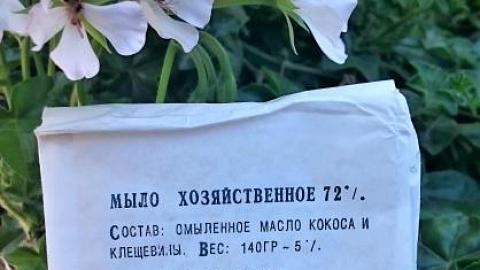 МЫЛО ХОЗЯЙСТВЕННОЕ 72°/.
СОСТАВ: ОМЫЛЕННОЕ МАСЛО КОКОСА И
КЛЕЩЕВИНЫ. ВЕС: 140ГР~5°/.